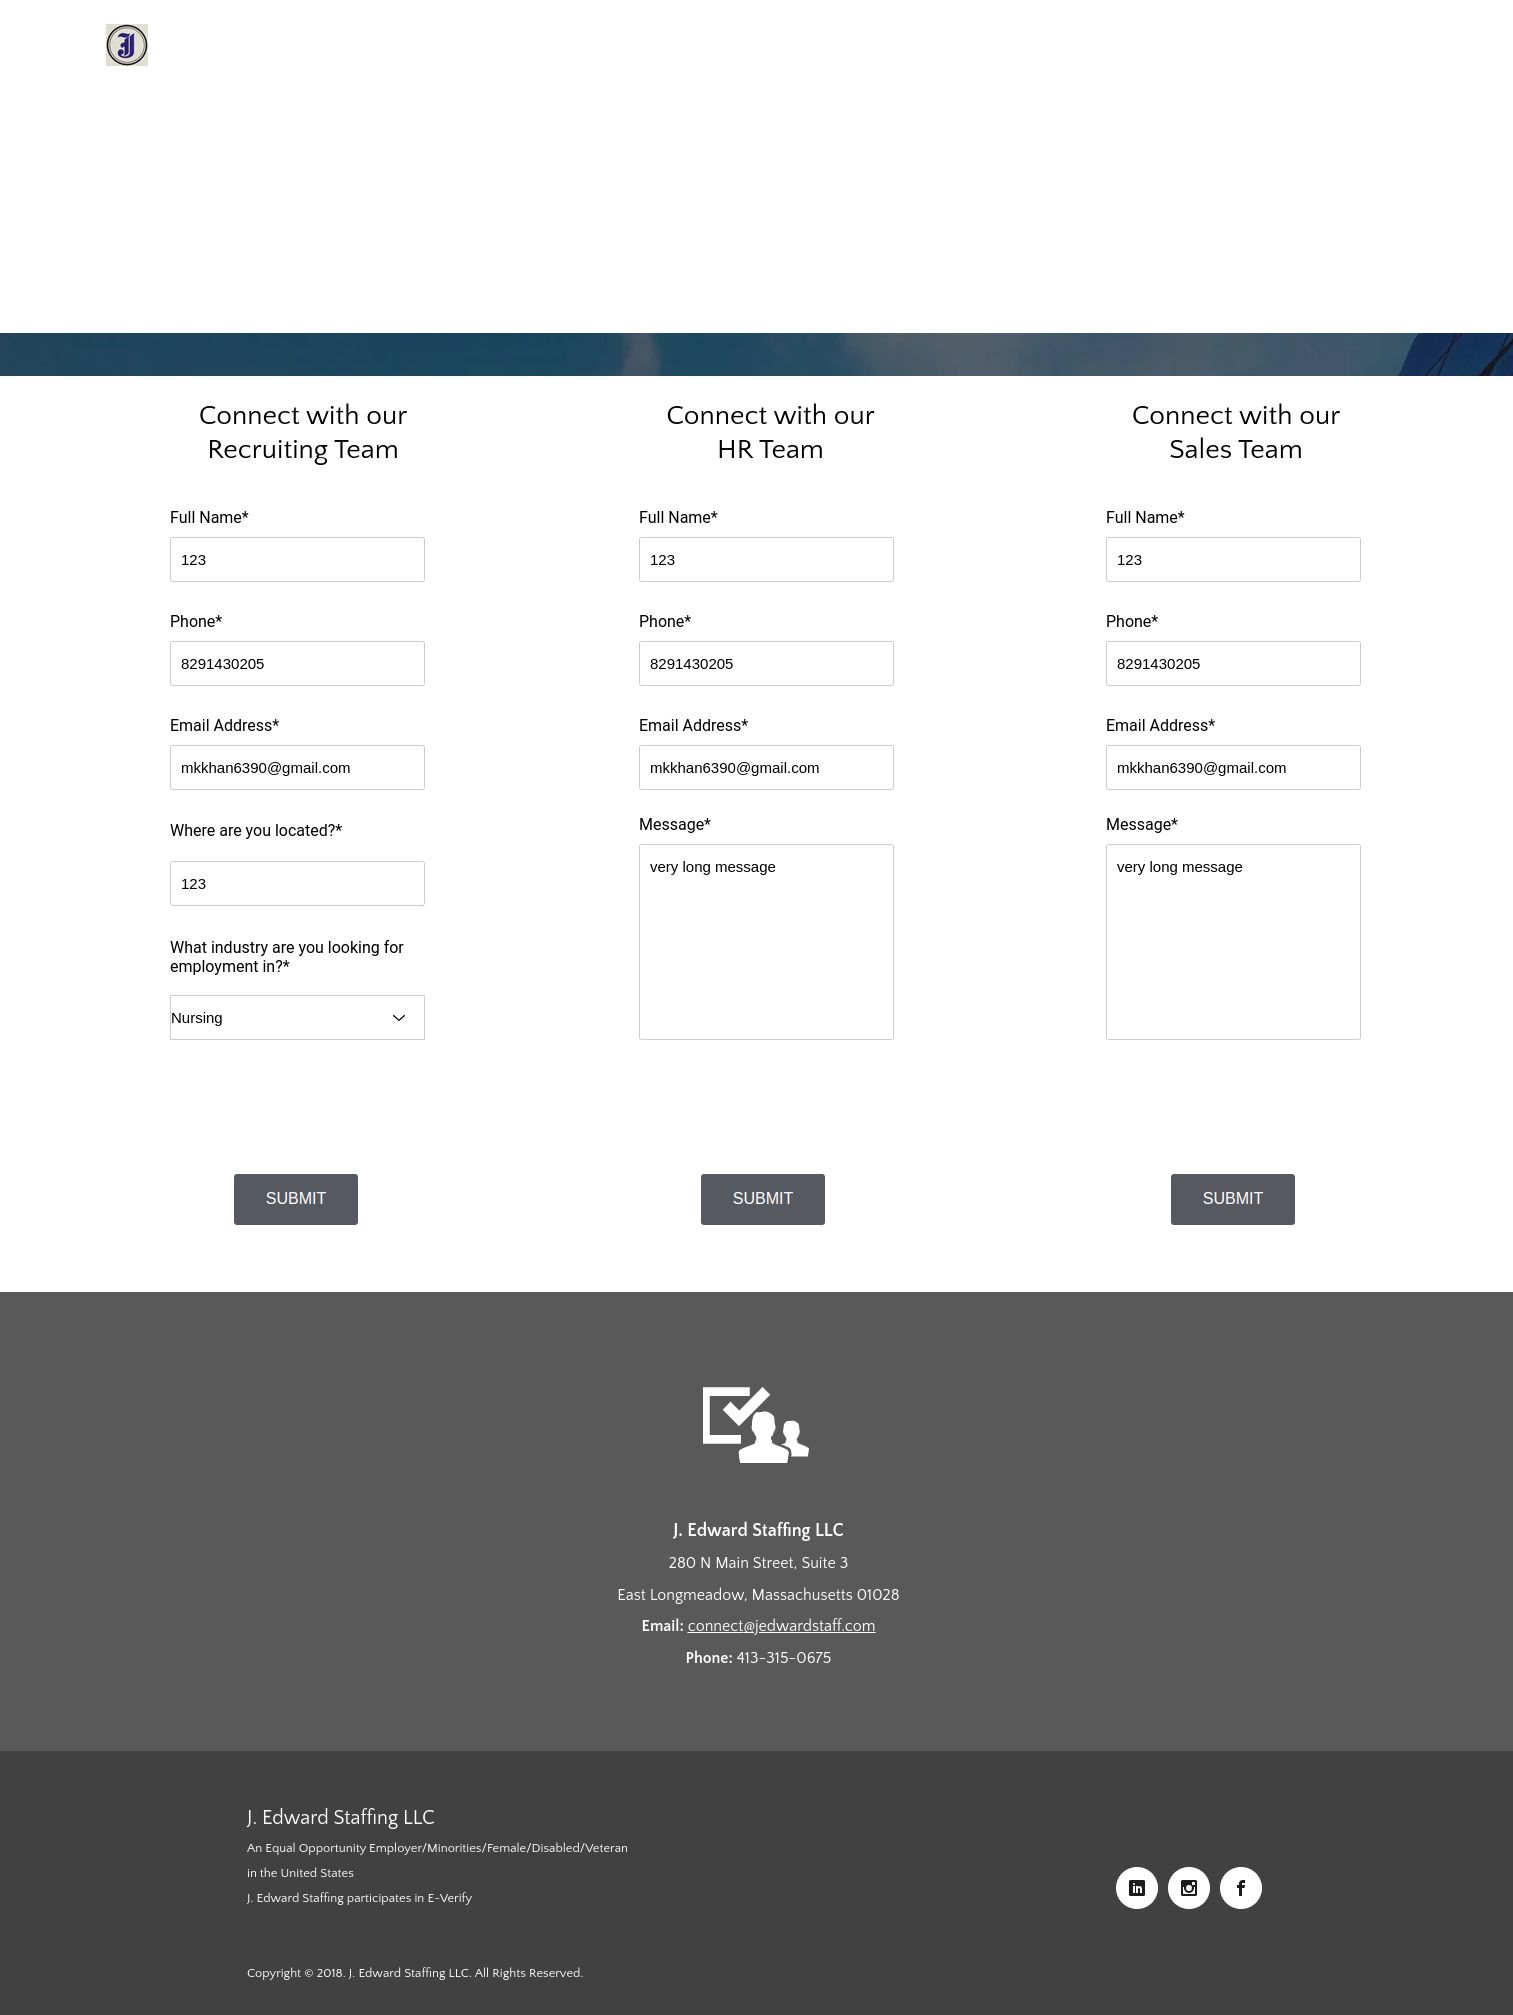 J
Connect with our
Recruiting Team
Full Name*
123
Phone*
8291430205
Email Address*
mkkhan6390@gmail.com
Where are you located?*
123
What industry are you looking for
employment in?*
Nursing
SUBMIT
Connect with our
HR Team
Full Name*
123
Phone*
8291430205
Email Address*
mkkhan6390@gmail.com
Message*
very long message
SUBMIT
Connect with our
Sales Team
Full Name*
123
Phone*
8291430205
Email Address*
mkkhan6390@gmail.com
Message*
very long message
SUBMIT
J. Edward Staffing LLC
280 N Main Street, Suite 3
East Longmeadow, Massachusetts 01028
Email: connect@jedwardstaff.com
Phone: 413-315-0675
J. Edward Staffing LLC
An Equal Opportunity Employer/Minorities/Female/Disabled/Veteran
in the United States
J. Edward Staffing participates in E-Verify
Copyright © 2018. J. Edward Staffing LLC. All Rights Reserved.